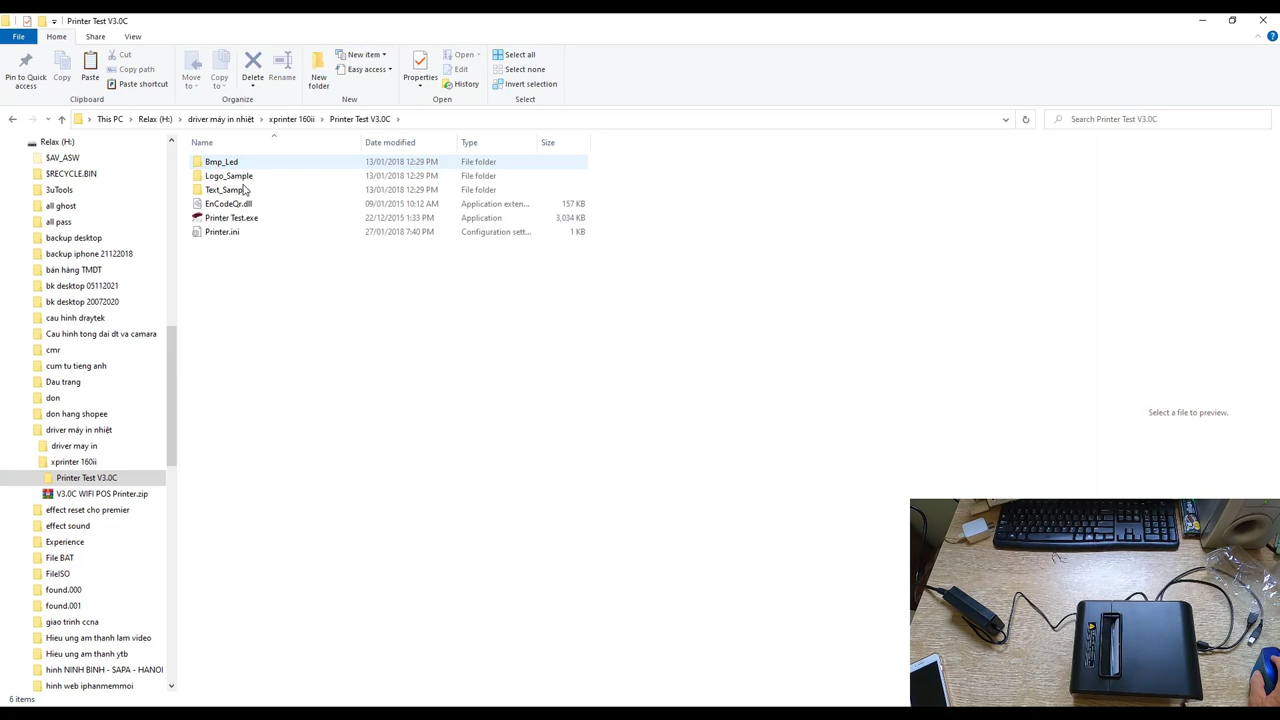 Printer Test V3.0C
File Home Share View
Pin to Quick access
Copy
Paste
Cut
Copy path
Paste shortcut
Clipboard
Move to
Copy to
Delete
Rename
Organize
New folder
New item
Easy access
New
Properties
Open
Edit
History
Open
Select all
Select none
Invert selection
Select
This PC Relax (H:) driver máy in nhiệt xprinter 160ii Printer Test V3.0C
Search Printer Test V3.0C
Name Date modified Type Size
Bmp_Led 13/01/2018 12:29 PM File folder
Logo_Sample 13/01/2018 12:29 PM File folder
Text_Sampl 13/01/2018 12:29 PM File folder
EnCodeQr.dll 09/01/2015 10:12 AM Application exten... 157 KB
Printer Test.exe 22/12/2015 1:33 PM Application 3,034 KB
Printer.ini 27/01/2018 7:40 PM Configuration sett... 1 KB
Relax (H:)
$AV_ASW
$RECYCLE.BIN
3uTools
all ghost
all pass
backup desktop
backup iphone 21122018
bán hàng TMDT
bk desktop 05112021
bk desktop 20072020
cau hinh draytek
Cau hinh tong dai dt va camara
cmr
cum tu tieng anh
Dau trang
don
don hang shopee
driver máy in nhiệt
driver may in
xprinter 160ii
Printer Test V3.0C
V3.0C WIFI POS Printer.zip
effect reset cho premier
effect sound
Experience
File BAT
FileISO
found.000
found.001
giao trinh ccna
Hieu ung am thanh lam video
Hieu ung am thanh ytb
hinh NINH BINH - SAPA - HANOI
hinh web iphanmemmoi
Select a file to preview.
6 items